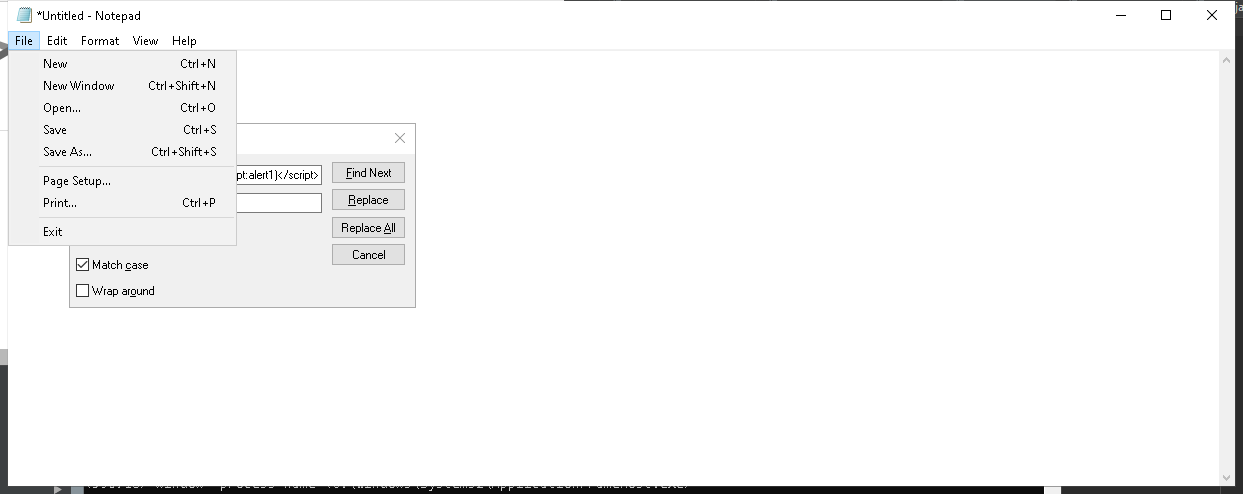 *Untitled - Notepad
File Edit Format View Help
New Ctrl+N
New Window Ctrl+Shift+N
Open... Ctrl+O
Save Ctrl+S
Save As... Ctrl+Shift+S
Page Setup...
Print... Ctrl+P
Exit
pt:alert1)</script>
Find Next
Replace
Replace All
Cancel
Match case
Wrap around